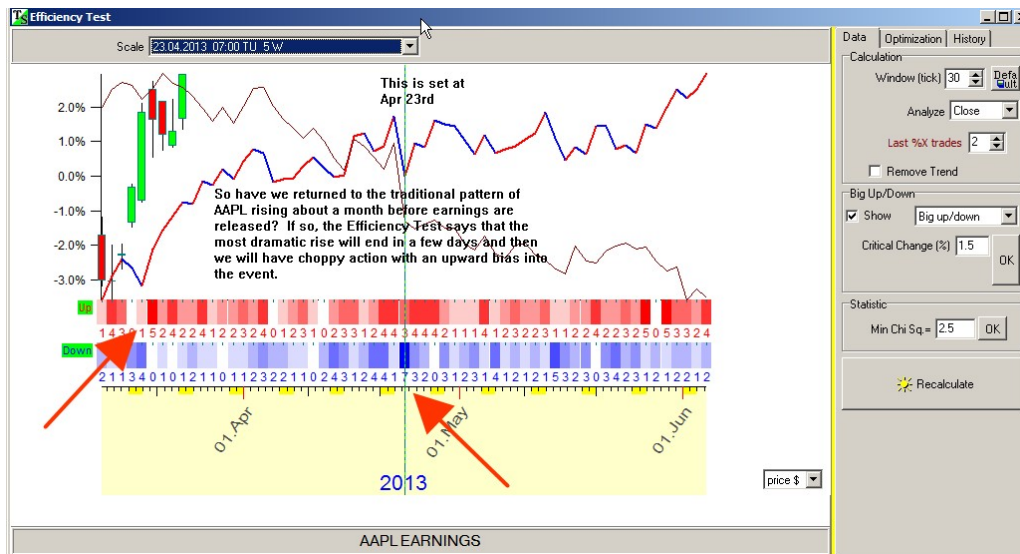 Efficiency Test
Scale 23.04.2013 07:00 TU 5 W
This is set at
Apr 23rd
2.0%
1.0%
0.0%
-1.0%
-2.0%
-3.0%
So have we returned to the traditional pattern of
AAPL rising about a month before earnings are
released? If so, the Efficiency Test says that the
most dramatic rise will end in a few days and then
we will have choppy action with an upward bias into
the event.
Up
Down
01.Apr
01.May
01.Jun
2013
price $
AAPL EARNINGS
Data Optimization History
Calculation
Window (tick) 30 Defa
ult
Analyze Close
Last %X trades 2
Remove Trend
Big Up/Down
Show Big up/down
Critical Change (%) 1.5
OK
Statistic
Min Chi Sq.= 2.5 OK
Recalculate